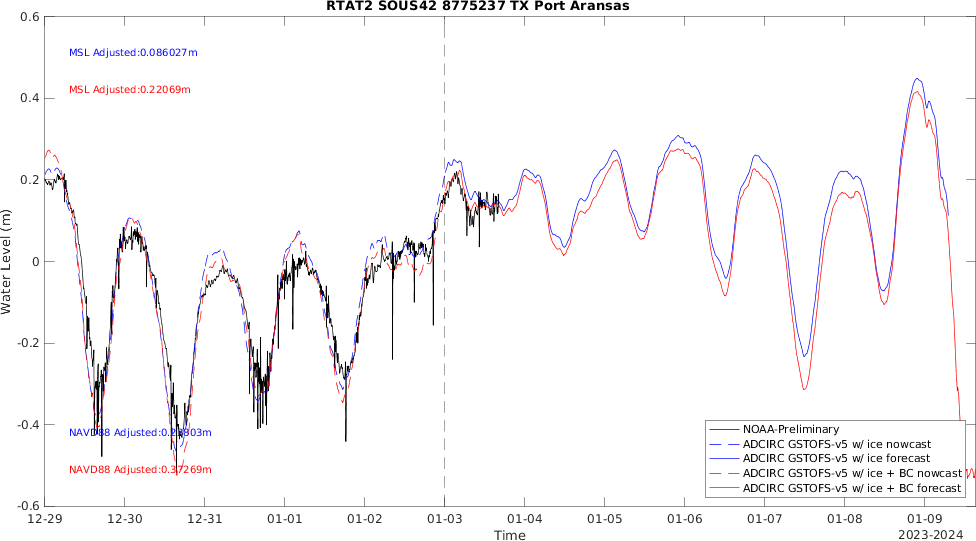 RTAT2 SOUS42 8775237 TX Port Aransas
0.6
0.4
0.2
0
-0.2
-0.4
-0.6
Water Level (m)
MSL Adjusted:0.086027m
MSL Adjusted:0.22069m
NAVD88
NAVD88
NOAA-Preliminary
ADCIRC GSTOFS-v5 w/ ice nowcast
ADCIRC GSTOFS-v5 w/ ice forecast
ADCIRC GSTOFS-v5 w/ ice + BC nowcast
ADCIRC GSTOFS-v5 w/ ice + BC forecast
12-29 12-30 12-31 01-01 01-02 01-03 01-04 01-05 01-06 01-07 01-08 01-09
Time
2023-2024